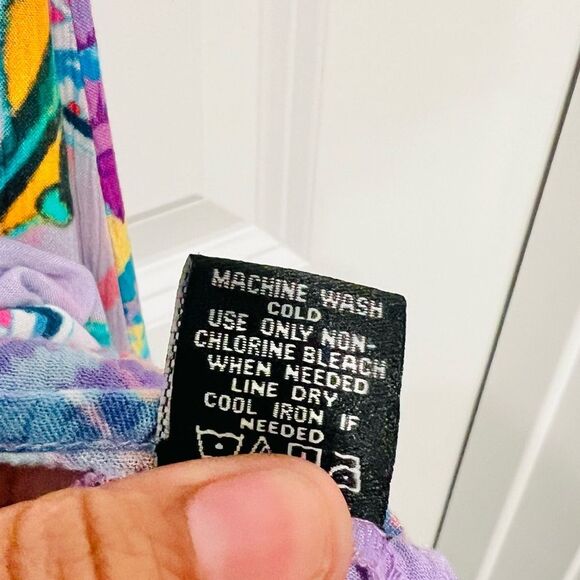 MACHINE WASH
COLD
USE ONLY NON-
CHLORINE BLEACH
WHEN NEEDED
LINE DRY
COOL IRON IF
NEEDED